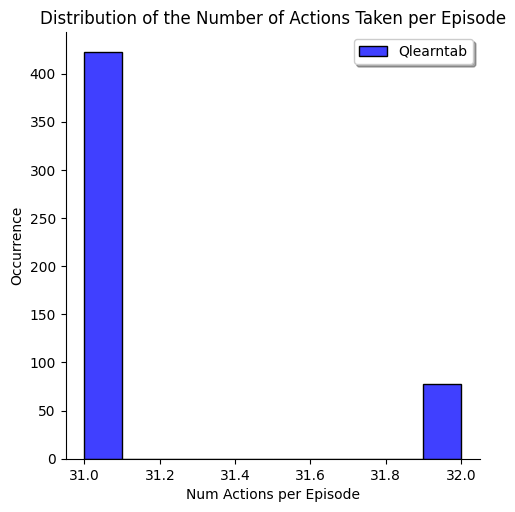 Distribution of the Number of Actions Taken per Episode
Qlearntab
Occurrence
400
350
300
250
200
150
100
50
0
31.0 31.2 31.4 31.6 31.8 32.0
Num Actions per Episode